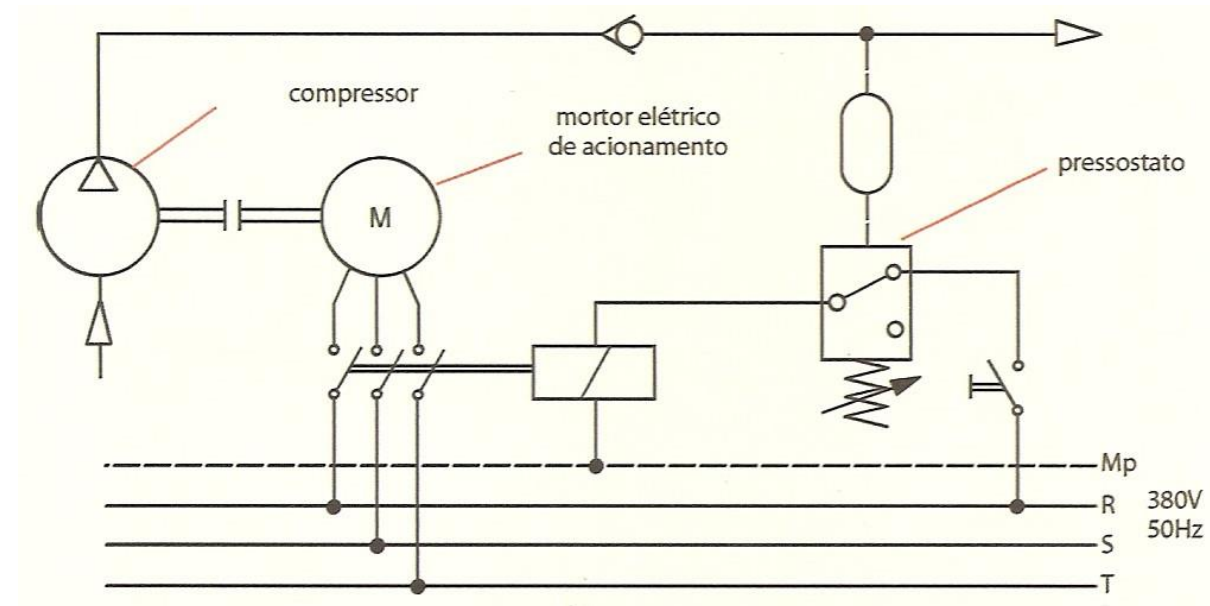 compressor
mortor elétrico
de acionamento
pressostato
M
Mp
R 380V
50Hz
S
T